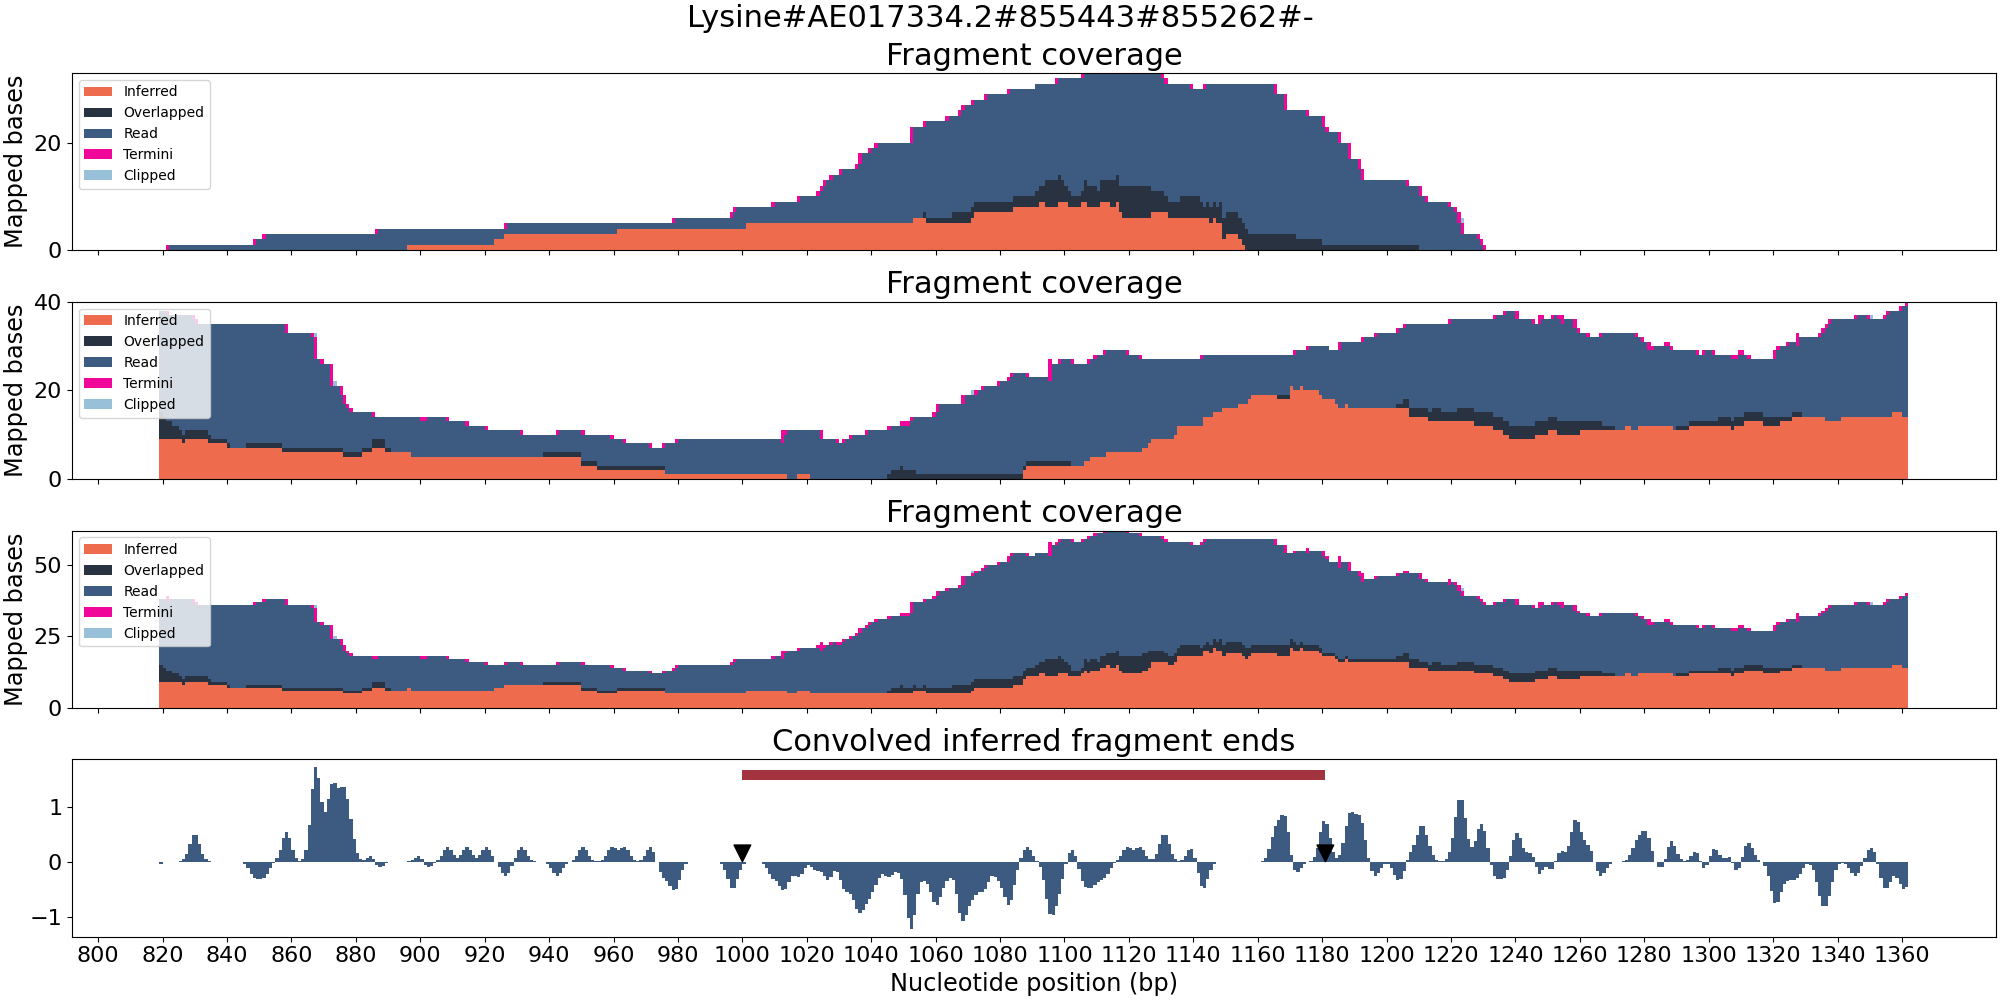 Lysine#AE017334.2#855443#855262#-
Fragment coverage
Mapped bases
20
0
Inferred
Overlapped
Read
Termini
Clipped
Fragment coverage
Mapped bases
40
20
0
Inferred
Overlapped
Read
Termini
Clipped
Fragment coverage
Mapped bases
50
25
0
Inferred
Overlapped
Read
Termini
Clipped
Convolved inferred fragment ends
1
0
−1
800 820 840 860 880 900 920 940 960 980 1000 1020 1040 1060 1080 1100 1120 1140 1160 1180 1200 1220 1240 1260 1280 1300 1320 1340 1360
Nucleotide position (bp)